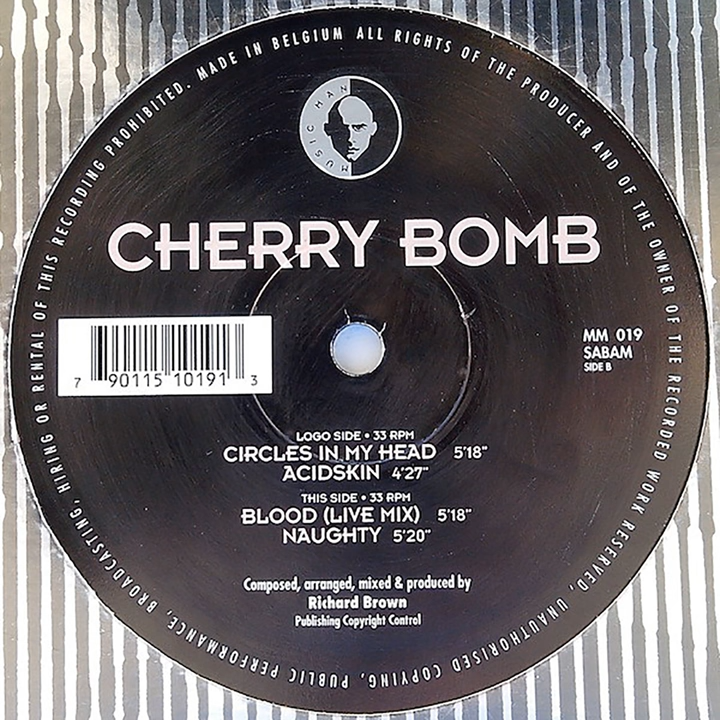 MADE IN BELGIUM ALL RIGHTS OF THE PRODUCER AND OF THE OWNER OF THE RECORDED WORK RESERVED, UNAUTHORISED COPYING, PUBLIC PERFORMANCE, BROADCASTING, HIRING OR RENTAL OF THIS RECORDING PROHIBITED.
MUSIC MAN
CHERRY BOMB
7 90115 10191 3
MM 019
SABAM
SIDE B
LOGO SIDE • 33 RPM
CIRCLES IN MY HEAD 5'18"
ACIDSKIN 4'27"
THIS SIDE • 33 RPM
BLOOD (LIVE MIX) 5'18"
NAUGHTY 5'20"
Composed, arranged, mixed & produced by
Richard Brown
Publishing Copyright Control